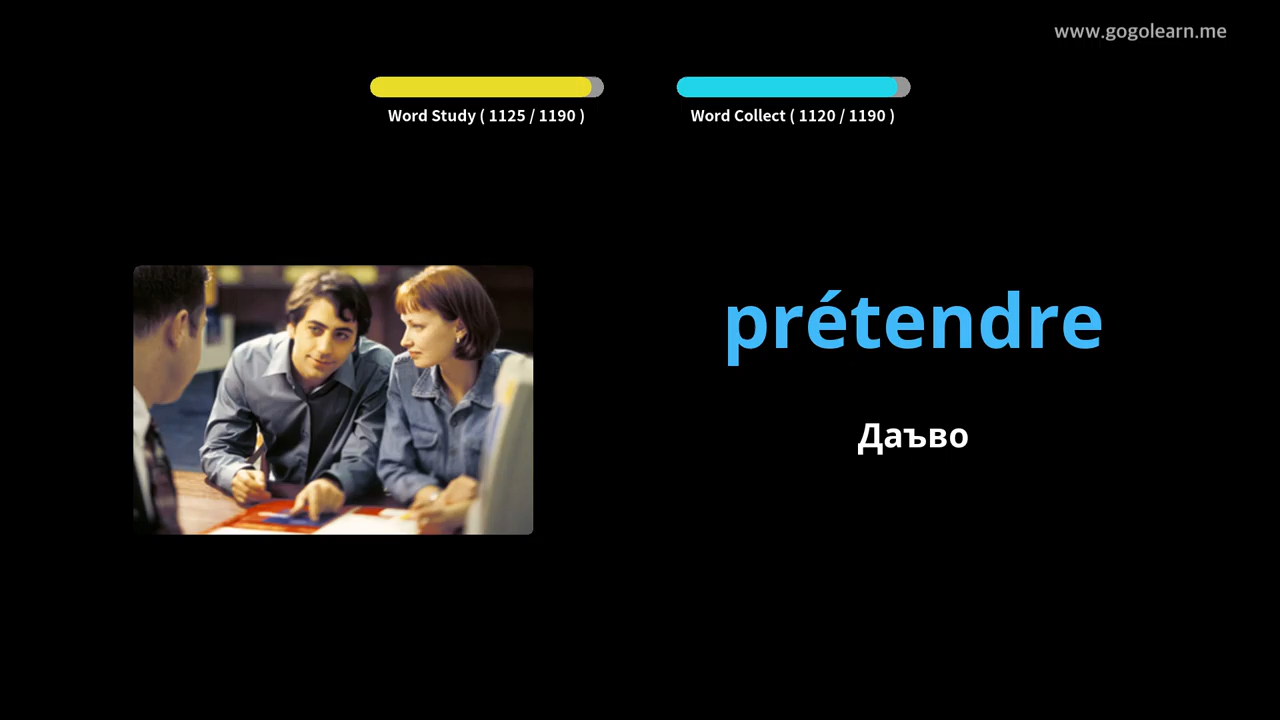 www.gogolearn.me
Word Study ( 1125 / 1190 )
Word Collect ( 1120 / 1190 )
prétendre
Даъво